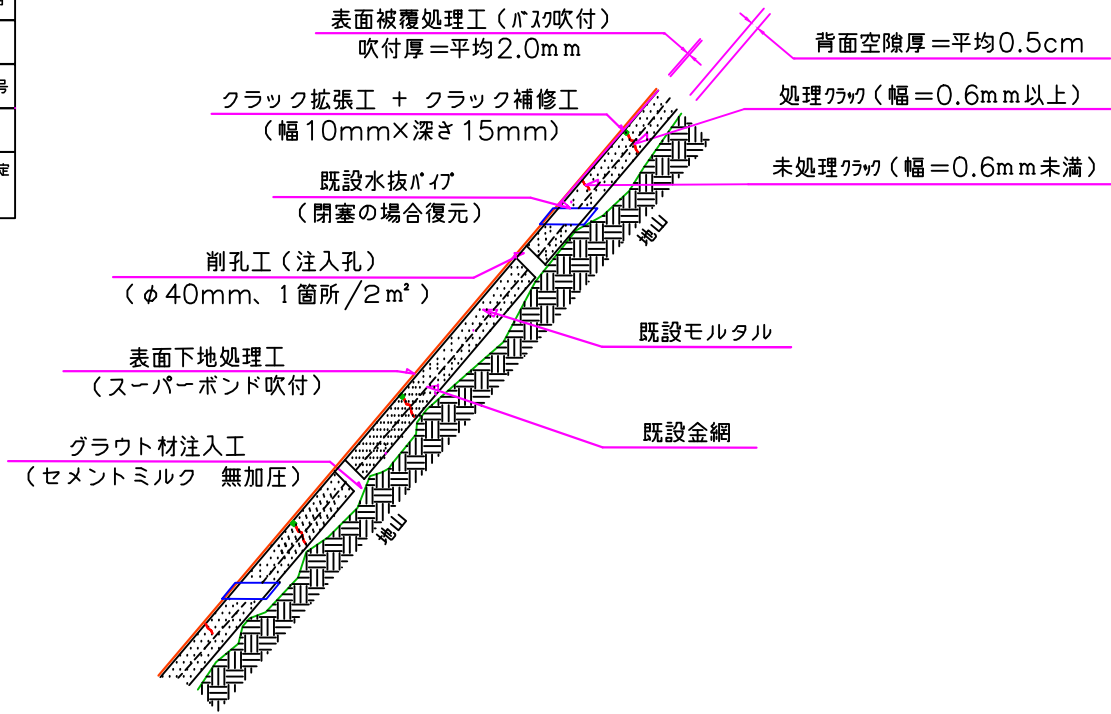 表面被覆処理工（バスク吹付）
吹付厚＝平均2.0mm
背面空隙厚＝平均0.5cm
号
クラック拡張工 ＋ クラック補修工
（幅10mm×深さ15mm）
処理クラック（幅＝0.6mm以上）
定
既設水抜パイプ
（閉塞の場合復元）
未処理クラック（幅＝0.6mm未満）
地山
削孔工（注入孔）
（φ40mm、1箇所/2㎡）
既設モルタル
表面下地処理工
（スーパーボンド吹付）
既設金網
グラウト材注入工
（セメントミルク　無加圧）
地山